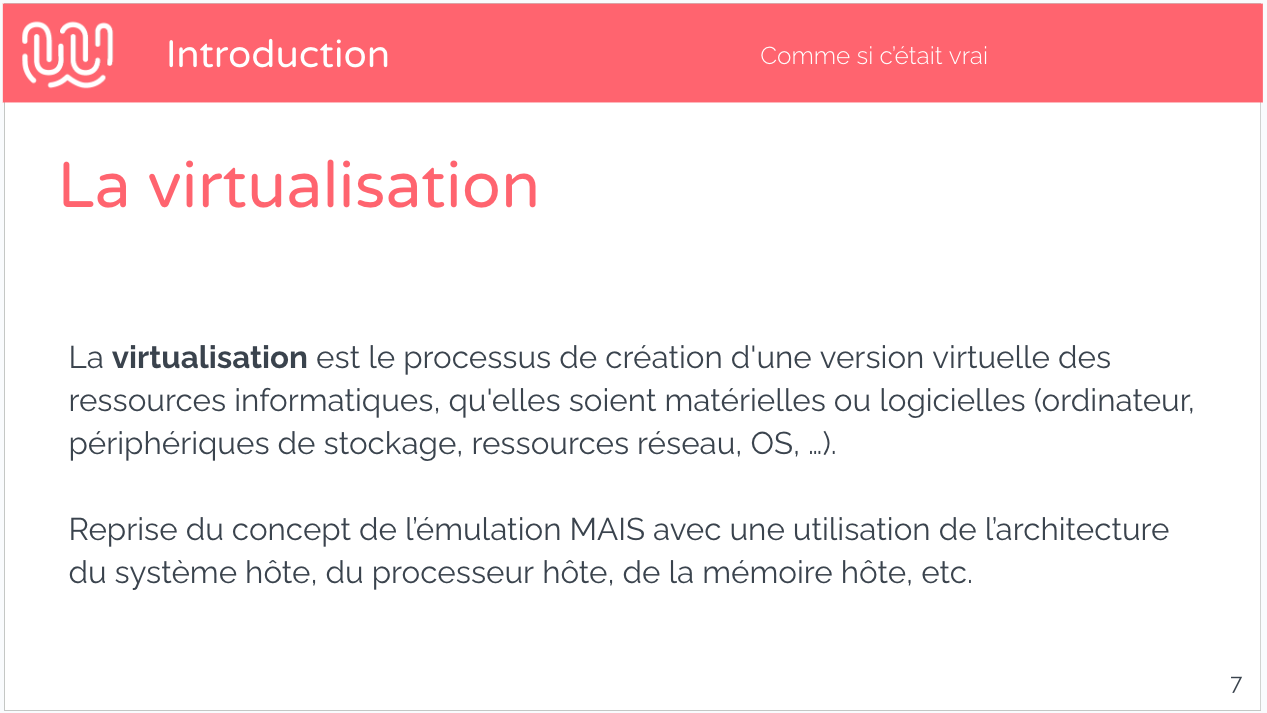 Introduction
Comme si c’était vrai
La virtualisation
La virtualisation est le processus de création d'une version virtuelle des
ressources informatiques, qu'elles soient matérielles ou logicielles (ordinateur,
périphériques de stockage, ressources réseau, OS, …).
Reprise du concept de l’émulation MAIS avec une utilisation de l’architecture
du système hôte, du processeur hôte, de la mémoire hôte, etc.
7